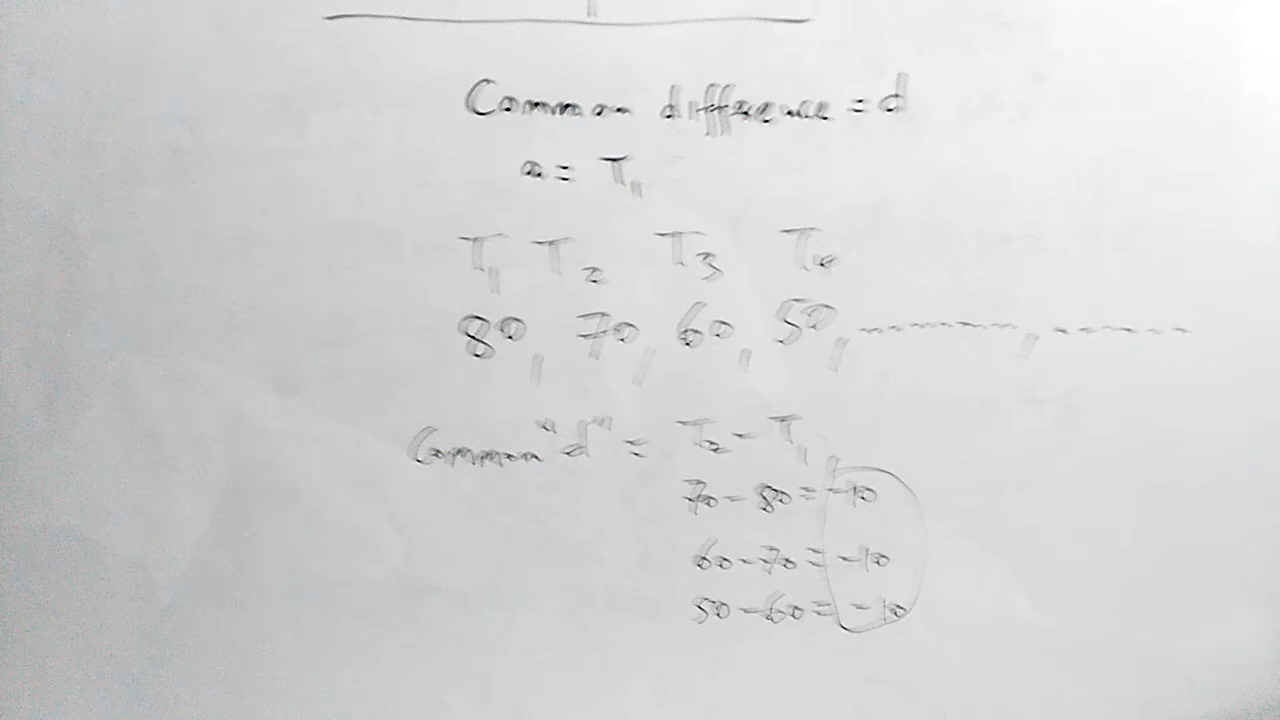 Common difference = d
a = T₁
T₁ T₂ T₃ T₄
80, 70, 60, 50, --------, -------
Common "d" = T₂ - T₁
70 - 80 = -10
60 - 70 = -10
50 - 60 = -10